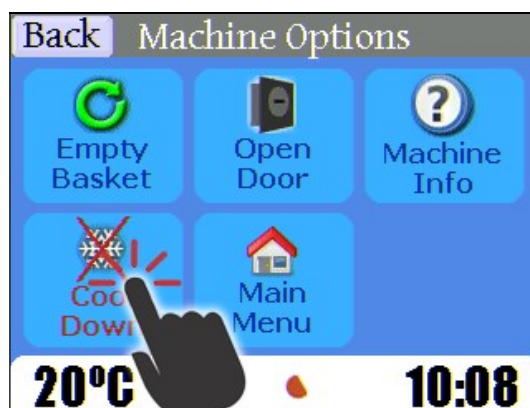 Back Machine Options
Empty Basket
Open Door
Machine Info
Main Menu
20°C 10:08